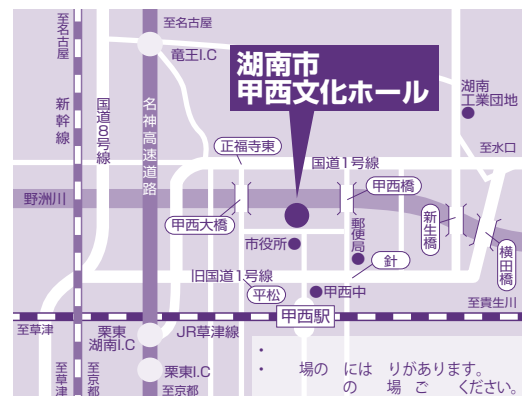 至名古屋
至名古屋
竜王I.C
新幹線
国道8号線
名神高速道路
湖南市
甲西文化ホール
湖南
工業団地
正福寺東
国道1号線
至水口
野洲川
甲西大橋
甲西橋
市役所
郵便局
新生橋
横田橋
針
旧国道1号線
平松
甲西中
至貴生川
甲西駅
至草津
栗東
湖南I.C
JR草津線
栗東I.C
至草津
至京都
至京都
・
・ 場の には りがあります。
の 場 ご ください。